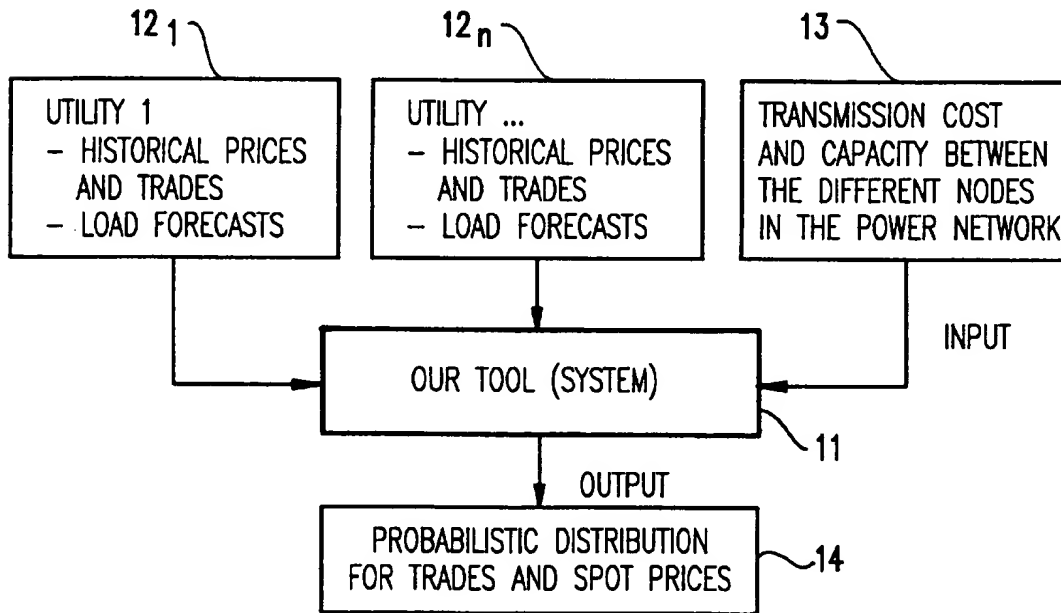 12 1
12 n
13
UTILITY 1
- HISTORICAL PRICES
AND TRADES
- LOAD FORECASTS
UTILITY ...
- HISTORICAL PRICES
AND TRADES
- LOAD FORECASTS
TRANSMISSION COST
AND CAPACITY BETWEEN
THE DIFFERENT NODES
IN THE POWER NETWORK
INPUT
OUR TOOL (SYSTEM)
11
OUTPUT
PROBABILISTIC DISTRIBUTION
FOR TRADES AND SPOT PRICES
14